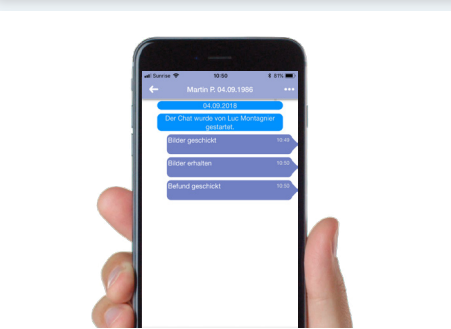 Sunrise 10:50 81%
Martin P. 04.09.1986
04.09.2018
Der Chat wurde von Luc Montagnier
gestartet.
Bilder geschickt 10:49
Bilder erhalten 10:50
Befund geschickt 10:50